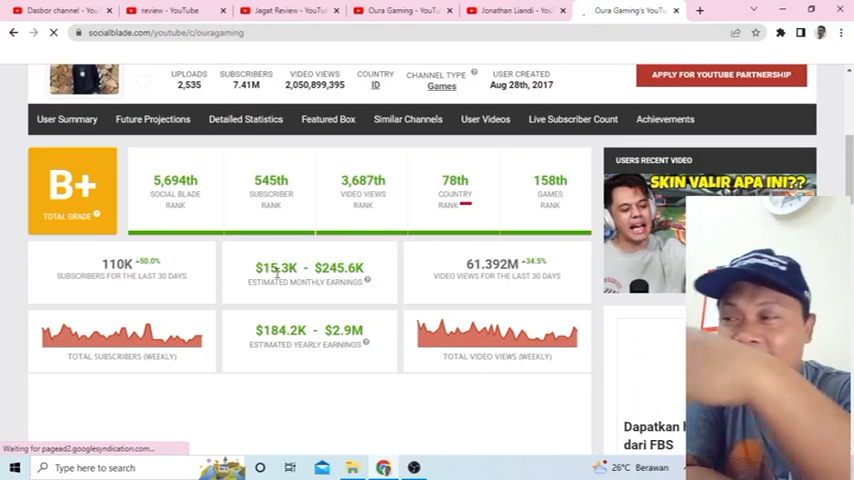 Dasbor channel - YouT
review - YouTube
Jagat Review - YouTu
Oura Gaming - YouTu
Jonathan Liandi - YouT
Oura Gaming's YouTu
socialblade.com/youtube/c/ouragaming
UPLOADS
2,535
SUBSCRIBERS
7.41M
VIDEO VIEWS
2,050,899,395
COUNTRY
ID
CHANNEL TYPE
Games
USER CREATED
Aug 28th, 2017
APPLY FOR YOUTUBE PARTNERSHIP
User Summary
Future Projections
Detailed Statistics
Featured Box
Similar Channels
User Videos
Live Subscriber Count
Achievements
B+
TOTAL GRADE
5,694th
SOCIAL BLADE
RANK
545th
SUBSCRIBER
RANK
3,687th
VIDEO VIEWS
RANK
78th
COUNTRY
RANK
158th
GAMES
RANK
USERS RECENT VIDEO
SKIN VALIR APA INI??
110K +50.0%
SUBSCRIBERS FOR THE LAST 30 DAYS
$15.3K - $245.6K
ESTIMATED MONTHLY EARNINGS
61.392M +34.5%
VIDEO VIEWS FOR THE LAST 30 DAYS
TOTAL SUBSCRIBERS (WEEKLY)
$184.2K - $2.9M
ESTIMATED YEARLY EARNINGS
TOTAL VIDEO VIEWS (WEEKLY)
Dapatkan
dari FBS
Waiting for pagead2.googlesyndication.com...
Type here to search
26°C Berawan